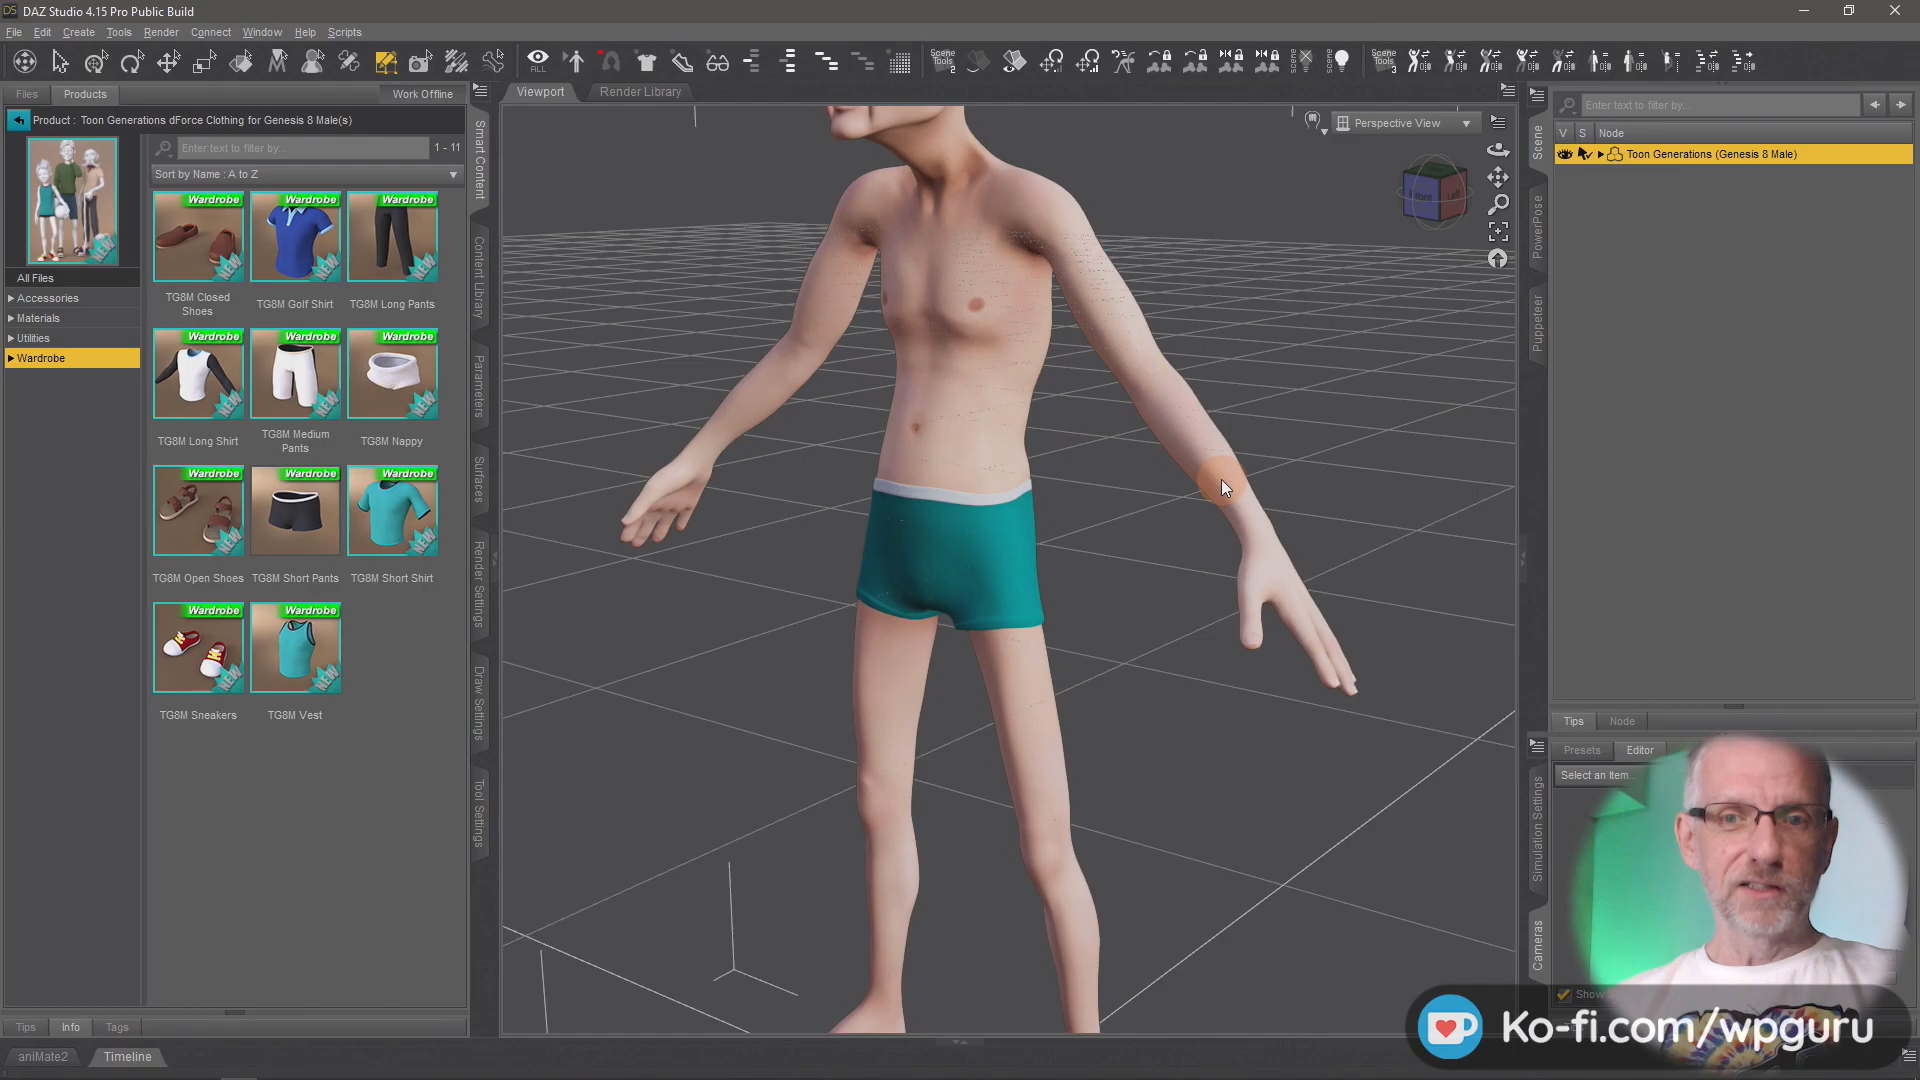 DAZ Studio 4.15 Pro Public Build
File Edit Create Tools Render Connect Window Help Scripts
ALL
Scene Tools 2
Scene Tools 3
Files Products Work Offline
Product : Toon Generations dForce Clothing for Genesis 8 Male(s)
Enter text to filter by... 1 - 11
Sort by Name : A to Z
All Files
Accessories
Materials
Utilities
Wardrobe
Wardrobe Wardrobe Wardrobe
NEW NEW NEW
TG8M Closed Shoes
TG8M Golf Shirt
TG8M Long Pants
Wardrobe Wardrobe Wardrobe
NEW NEW NEW
TG8M Long Shirt
TG8M Medium Pants
TG8M Nappy
Wardrobe Wardrobe Wardrobe
NEW NEW
TG8M Open Shoes
TG8M Short Pants
TG8M Short Shirt
Wardrobe Wardrobe
NEW NEW
TG8M Sneakers
TG8M Vest
Tips Info Tags
aniMate2 Timeline
Smart Content
Content Library
Parameters
Surfaces
Render Settings
Draw Settings
Tool Settings
Viewport Render Library
Perspective View
Front Left
Scene
PowerPose
Puppeteer
Enter text to filter by...
V S Node
Toon Generations (Genesis 8 Male)
Tips Node
Presets Editor
Select an Item...
Simulation Settings
Cameras
Show
Ko-fi.com/wpguru